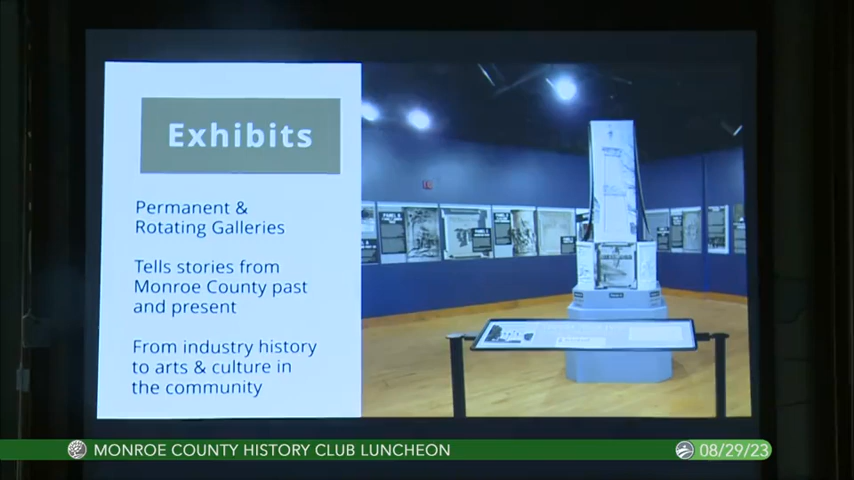 Exhibits
Permanent &
Rotating Galleries
Tells stories from
Monroe County past
and present
From industry history
to arts & culture in
the community
MONROE COUNTY HISTORY CLUB LUNCHEON
08/29/23